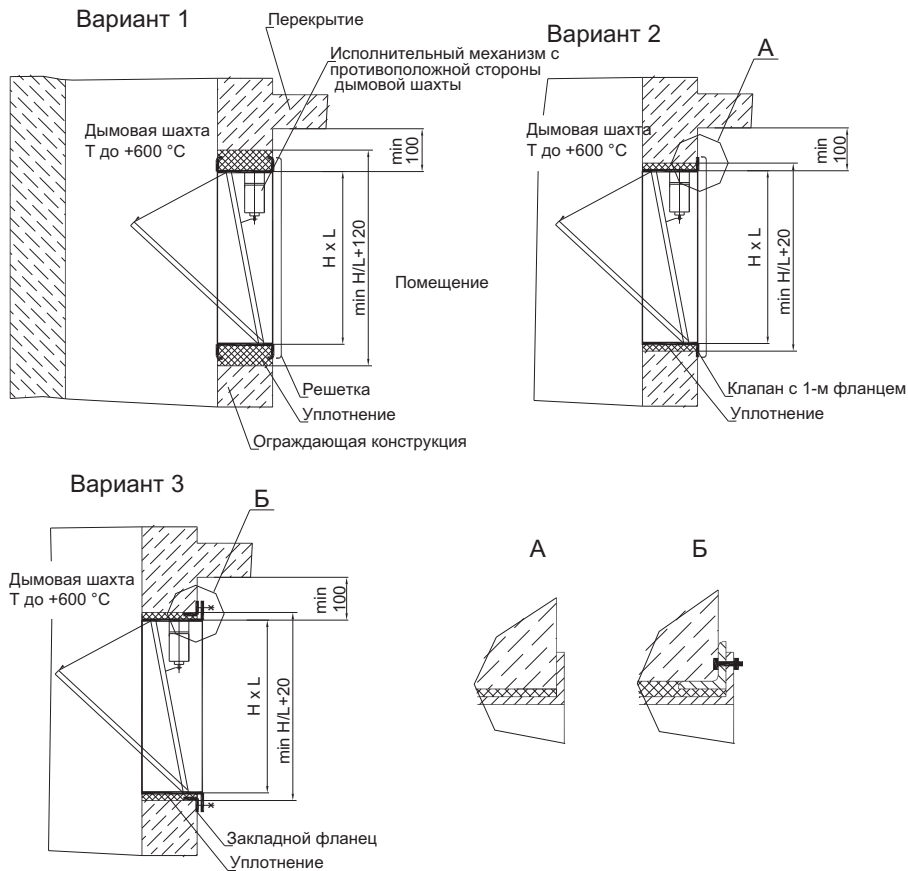 Вариант 1
Перекрытие
Исполнительный механизм с
противоположной стороны
дымовой шахты
Дымовая шахта
Т до +600 °С
min
100
H x L
min H/L+120
Помещение
Решетка
Уплотнение
Ограждающая конструкция
Вариант 2
А
Дымовая шахта
Т до +600 °С
min
100
H x L
min H/L+20
Клапан с 1-м фланцем
Уплотнение
Вариант 3
Б
Дымовая шахта
Т до +600 °С
min
100
H x L
min H/L+20
Закладной фланец
Уплотнение
А
Б